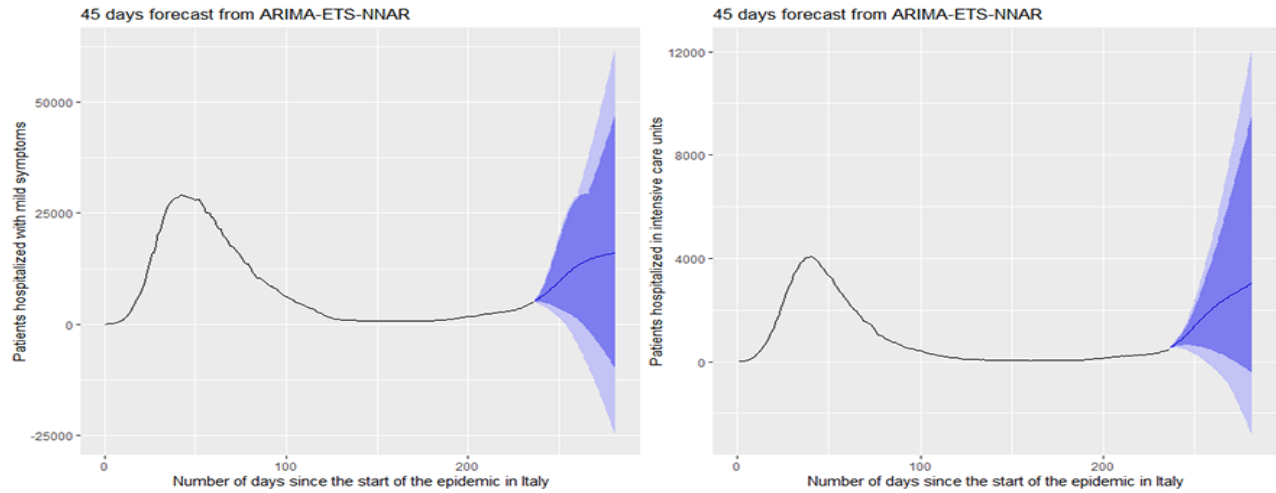 45 days forecast from ARIMA-ETS-NNAR
Patients hospitalized with mild symptoms
50000
25000
0
-25000
0
100
200
Number of days since the start of the epidemic in Italy
45 days forecast from ARIMA-ETS-NNAR
Patients hospitalized in intensive care units
12000
8000
4000
0
0
100
200
Number of days since the start of the epidemic in Italy